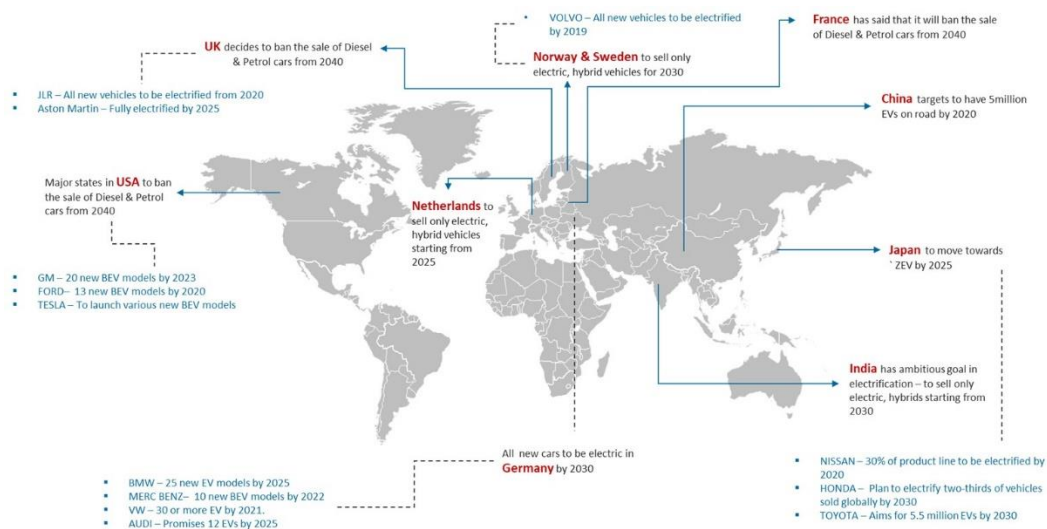 VOLVO – All new vehicles to be electrified
by 2019
France has said that it will ban the sale
of Diesel & Petrol cars from 2040
UK decides to ban the sale of Diesel
& Petrol cars from 2040
Norway & Sweden to sell only
electric, hybrid vehicles for 2030
JLR – All new vehicles to be electrified from 2020
Aston Martin – Fully electrified by 2025
China targets to have 5million
EVs on road by 2020
Major states in USA to ban
the sale of Diesel & Petrol
cars from 2040
Netherlands to
sell only electric,
hybrid vehicles
starting from
2025
Japan to move towards
` ZEV by 2025
GM – 20 new BEV models by 2023
FORD– 13 new BEV models by 2020
TESLA – To launch various new BEV models
India has ambitious goal in
electrification – to sell only
electric, hybrids starting from
2030
All new cars to be electric in
Germany by 2030
BMW – 25 new EV models by 2025
MERC BENZ– 10 new BEV models by 2022
VW – 30 or more EV by 2021.
AUDI – Promises 12 EVs by 2025
NISSAN – 30% of product line to be electrified by
2020
HONDA – Plan to electrify two-thirds of vehicles
sold globally by 2030
TOYOTA – Aims for 5.5 million EVs by 2030